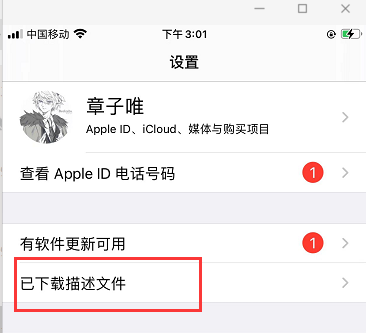 中国移动
下午 3:01
设置
章子唯
Apple ID、iCloud、媒体与购买项目
查看 Apple ID 电话号码
1
有软件更新可用
1
已下载描述文件